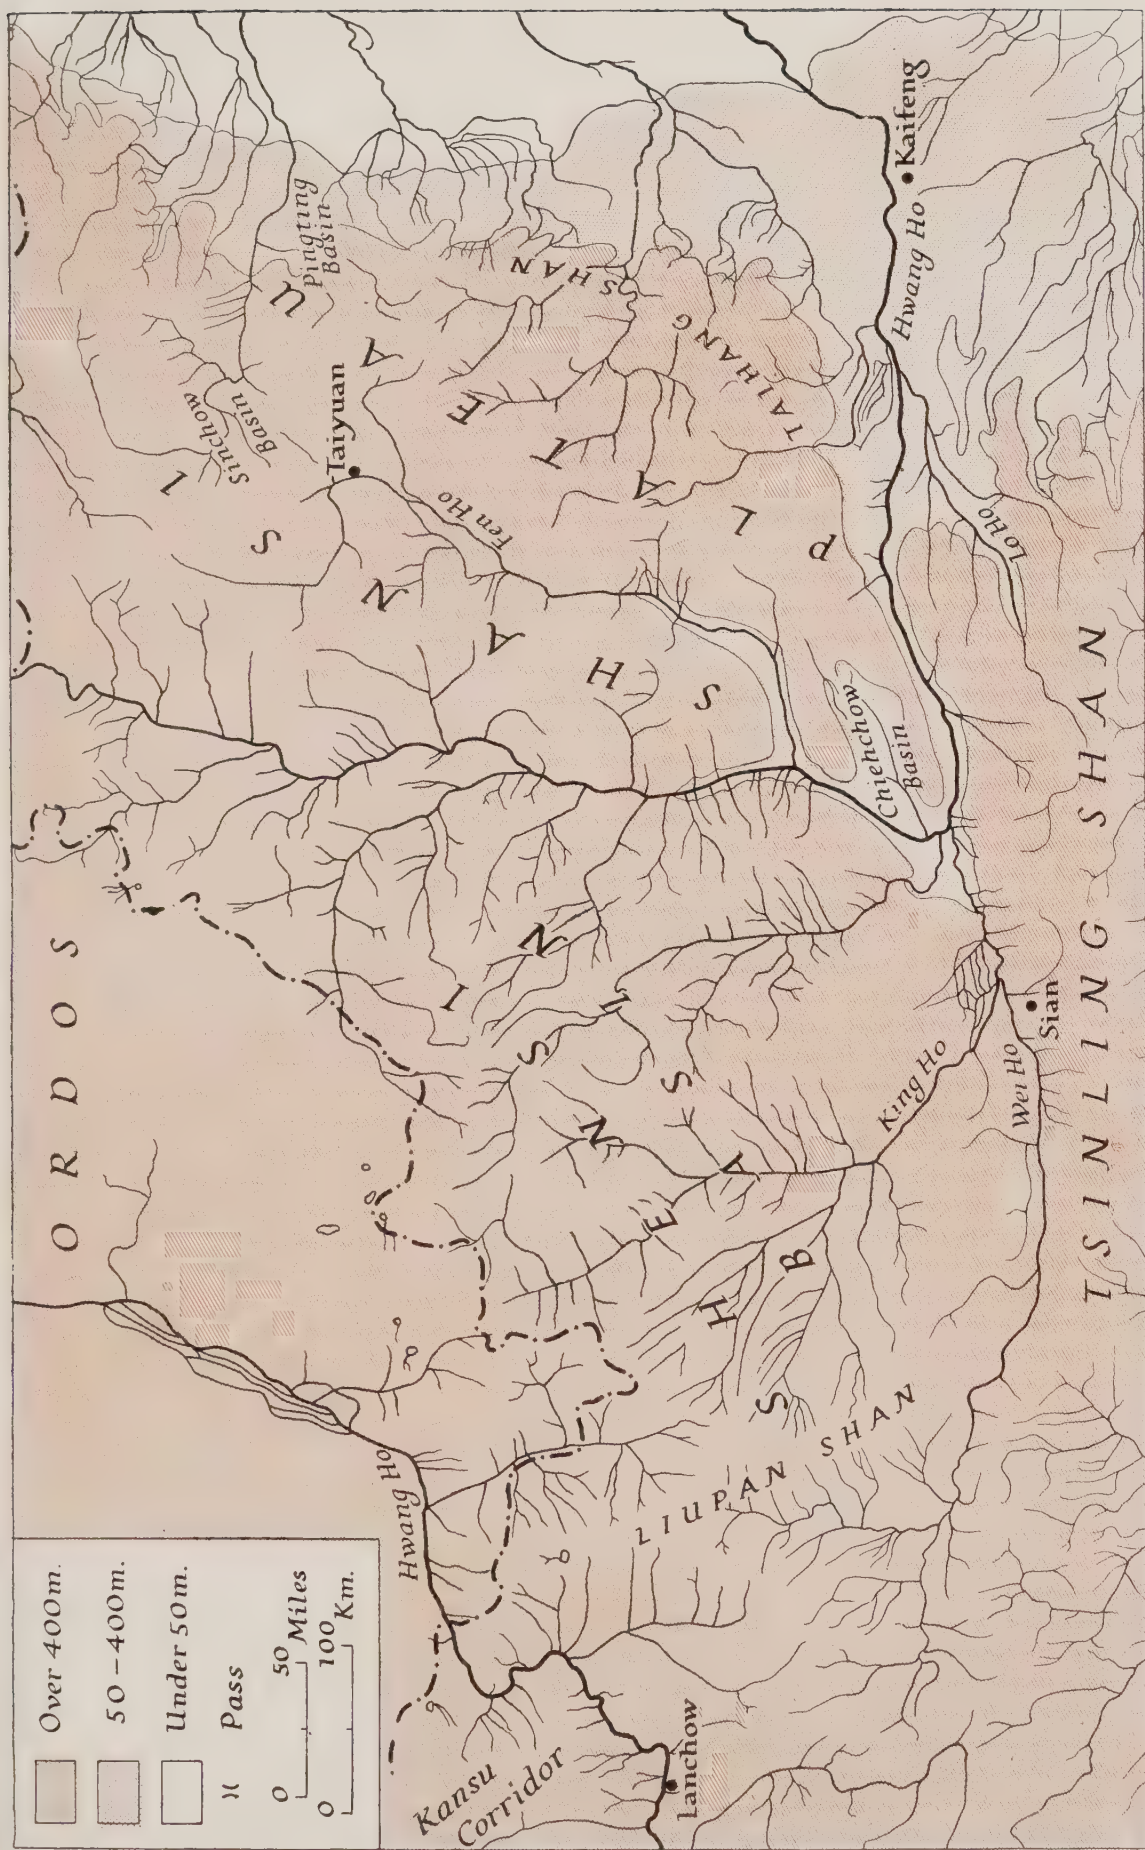 Over 400m.
50–400m.
Under 50m.
Pass
0 50
Miles
0 100
Km.
ORDOS
Hwang Ho
Kansu
Corridor
Lanchow
LIUPAN SHAN
SHENSI
SHANSI
PLATEAU
Sinchow
Basin
Taiyuan
Pingting
Basin
Fen Ho
TAIHANG SHAN
Chiehchow
Basin
King Ho
Wei Ho
Sian
TSINLING SHAN
Lo Ho
Hwang Ho
Kaifeng